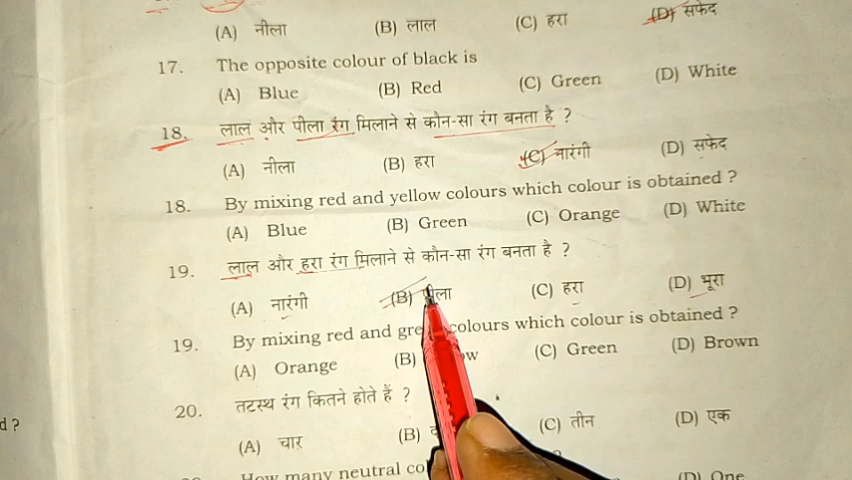 (A) नीला (B) लाल (C) हरा (D) सफेद
17. The opposite colour of black is
(A) Blue (B) Red (C) Green (D) White
18. लाल और पीला रंग मिलाने से कौन-सा रंग बनता है ?
(A) नीला (B) हरा (C) नारंगी (D) सफेद
18. By mixing red and yellow colours which colour is obtained ?
(A) Blue (B) Green (C) Orange (D) White
19. लाल और हरा रंग मिलाने से कौन-सा रंग बनता है ?
(A) नारंगी (B) (C) हरा (D) भूरा
19. By mixing red and colours which colour is obtained ?
(A) Orange (B) (C) Green (D) Brown
20. तटस्थ रंग कितने होते हैं ?
d ?
(A) चार (B) (C) तीन (D) एक
How many neutral (D) One